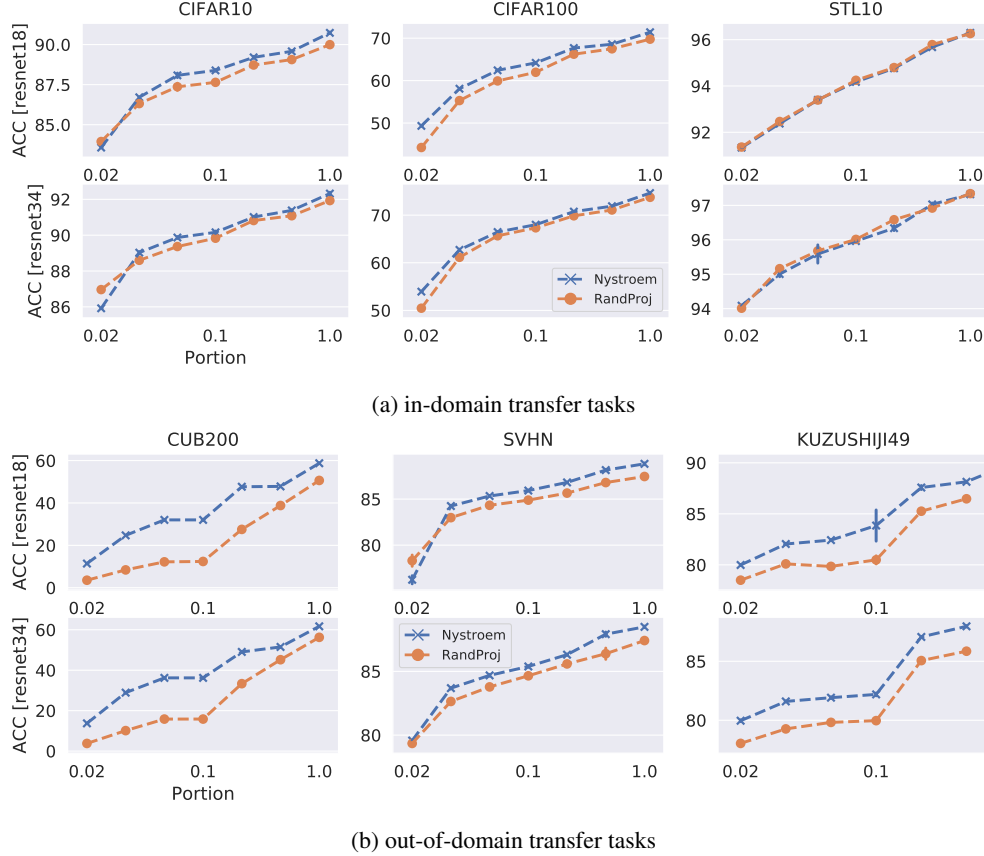 CIFAR10 CIFAR100 STL10
ACC [resnet18]
90.0
87.5
85.0
0.02 0.1 1.0
70
60
50
0.02 0.1 1.0
96
94
92
0.02 0.1 1.0
ACC [resnet34]
92
90
88
86
0.02 0.1 1.0
Portion
70
60
50
Nystroem
RandProj
0.02 0.1 1.0
97
96
95
94
0.02 0.1 1.0
(a) in-domain transfer tasks
CUB200 SVHN KUZUSHIJI49
ACC [resnet18]
60
40
20
0
0.02 0.1 1.0
85
80
0.02 0.1 1.0
90
85
80
0.02 0.1
ACC [resnet34]
60
40
20
0
0.02 0.1 1.0
Portion
Nystroem
RandProj
85
80
0.02 0.1 1.0
85
80
0.02 0.1
(b) out-of-domain transfer tasks